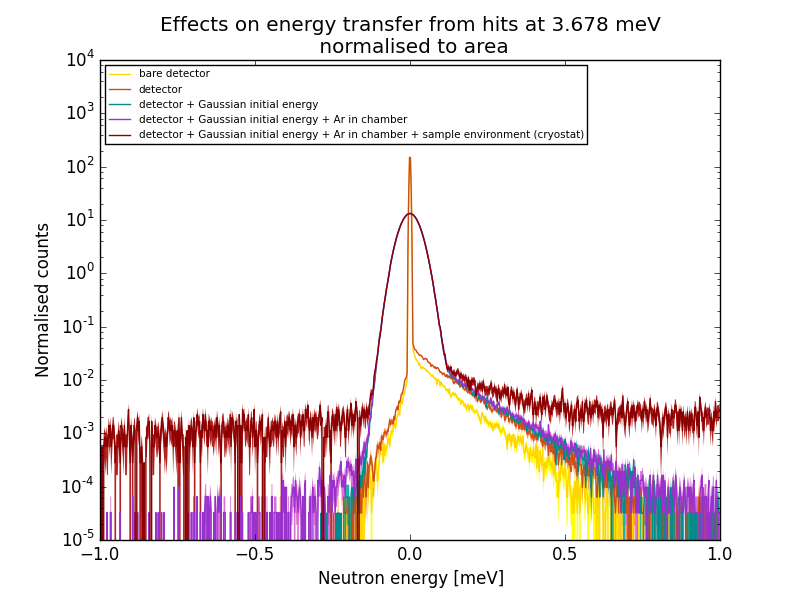 Effects on energy transfer from hits at 3.678 meV
normalised to area
10^4
10^3
10^2
10^1
10^0
10^-1
10^-2
10^-3
10^-4
10^-5
Normalised counts
bare detector
detector
detector + Gaussian initial energy
detector + Gaussian initial energy + Ar in chamber
detector + Gaussian initial energy + Ar in chamber + sample environment (cryostat)
−1.0 −0.5 0.0 0.5 1.0
Neutron energy [meV]